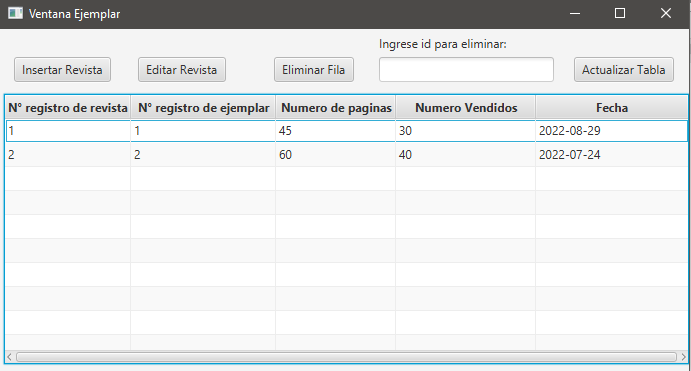 Ventana Ejemplar
Ingrese id para eliminar:
Insertar Revista Editar Revista Eliminar Fila Actualizar Tabla
N° registro de revista N° registro de ejemplar Numero de paginas Numero Vendidos Fecha
1 1 45 30 2022-08-29
2 2 60 40 2022-07-24